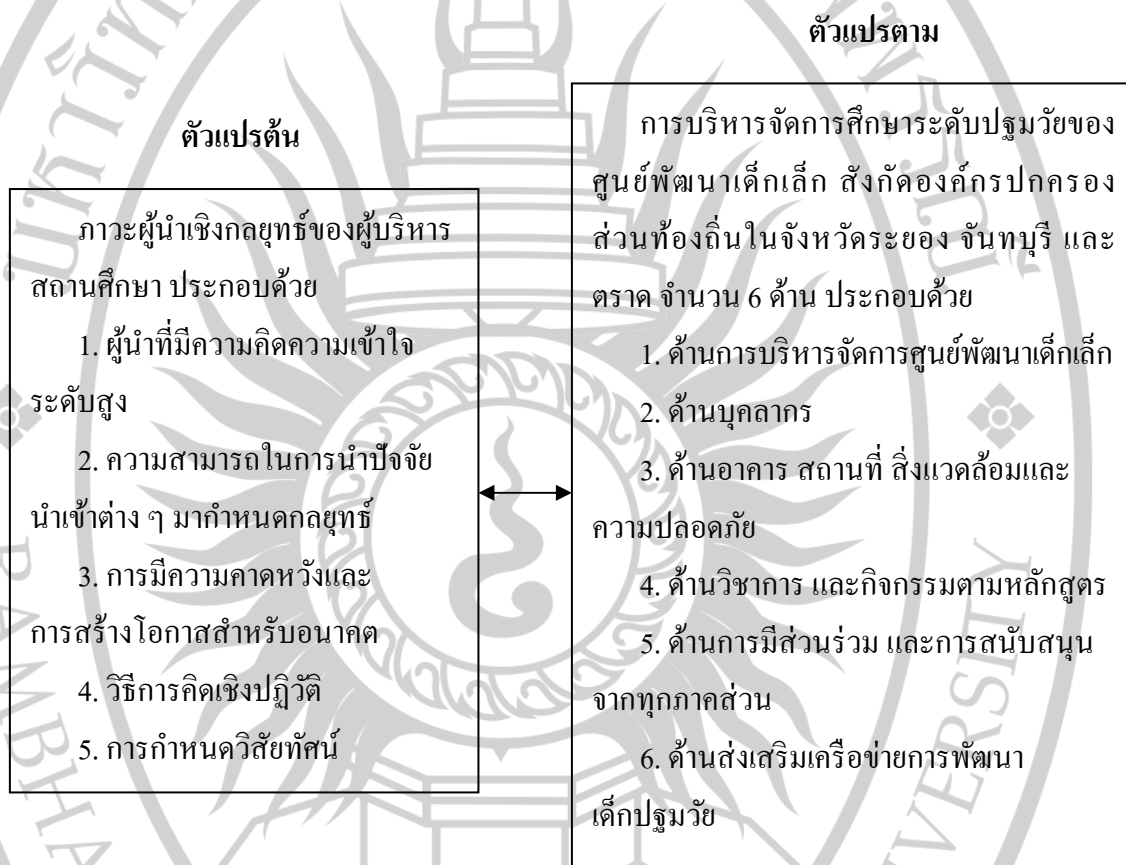 ตัวแปรต้น
ภาวะผู้นำเชิงกลยุทธ์ของผู้บริหาร
สถานศึกษา ประกอบด้วย
1. ผู้นำที่มีความคิดความเข้าใจ
ระดับสูง
2. ความสามารถในการนำปัจจัย
นำเข้าต่าง ๆ มากำหนดกลยุทธ์
3. การมีความคาดหวังและ
การสร้างโอกาสสำหรับอนาคต
4. วิธีการคิดเชิงปฏิวัติ
5. การกำหนดวิสัยทัศน์
ตัวแปรตาม
การบริหารจัดการศึกษาระดับปฐมวัยของ
ศูนย์พัฒนาเด็กเล็ก สังกัดองค์กรปกครอง
ส่วนท้องถิ่นในจังหวัดระยอง จันทบุรี และ
ตราด จำนวน 6 ด้าน ประกอบด้วย
1. ด้านการบริหารจัดการศูนย์พัฒนาเด็กเล็ก
2. ด้านบุคลากร
3. ด้านอาคาร สถานที่ สิ่งแวดล้อมและ
ความปลอดภัย
4. ด้านวิชาการ และกิจกรรมตามหลักสูตร
5. ด้านการมีส่วนร่วม และการสนับสนุน
จากทุกภาคส่วน
6. ด้านส่งเสริมเครือข่ายการพัฒนา
เด็กปฐมวัย